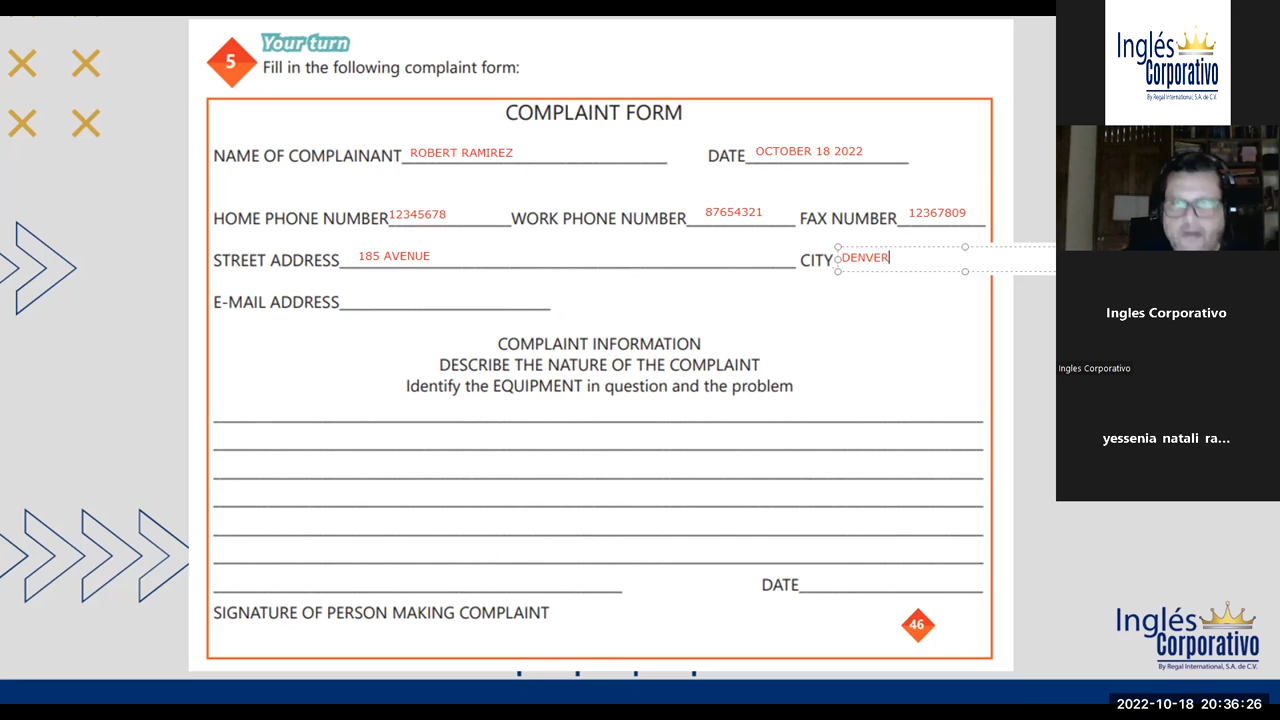 5
Your turn
Fill in the following complaint form:
COMPLAINT FORM
NAME OF COMPLAINANT ROBERT RAMIREZ DATE OCTOBER 18 2022
HOME PHONE NUMBER 12345678 WORK PHONE NUMBER 87654321 FAX NUMBER 12367809
STREET ADDRESS 185 AVENUE CITY DENVER
E-MAIL ADDRESS
COMPLAINT INFORMATION
DESCRIBE THE NATURE OF THE COMPLAINT
Identify the EQUIPMENT in question and the problem
DATE
SIGNATURE OF PERSON MAKING COMPLAINT
46
Inglés
Corporativo
By Regal International, S.A. de C.V.
Ingles Corporativo
Ingles Corporativo
yessenia natali ra...
Inglés
Corporativo
By Regal International, S.A. de C.V.
2022-10-18 20:36:26